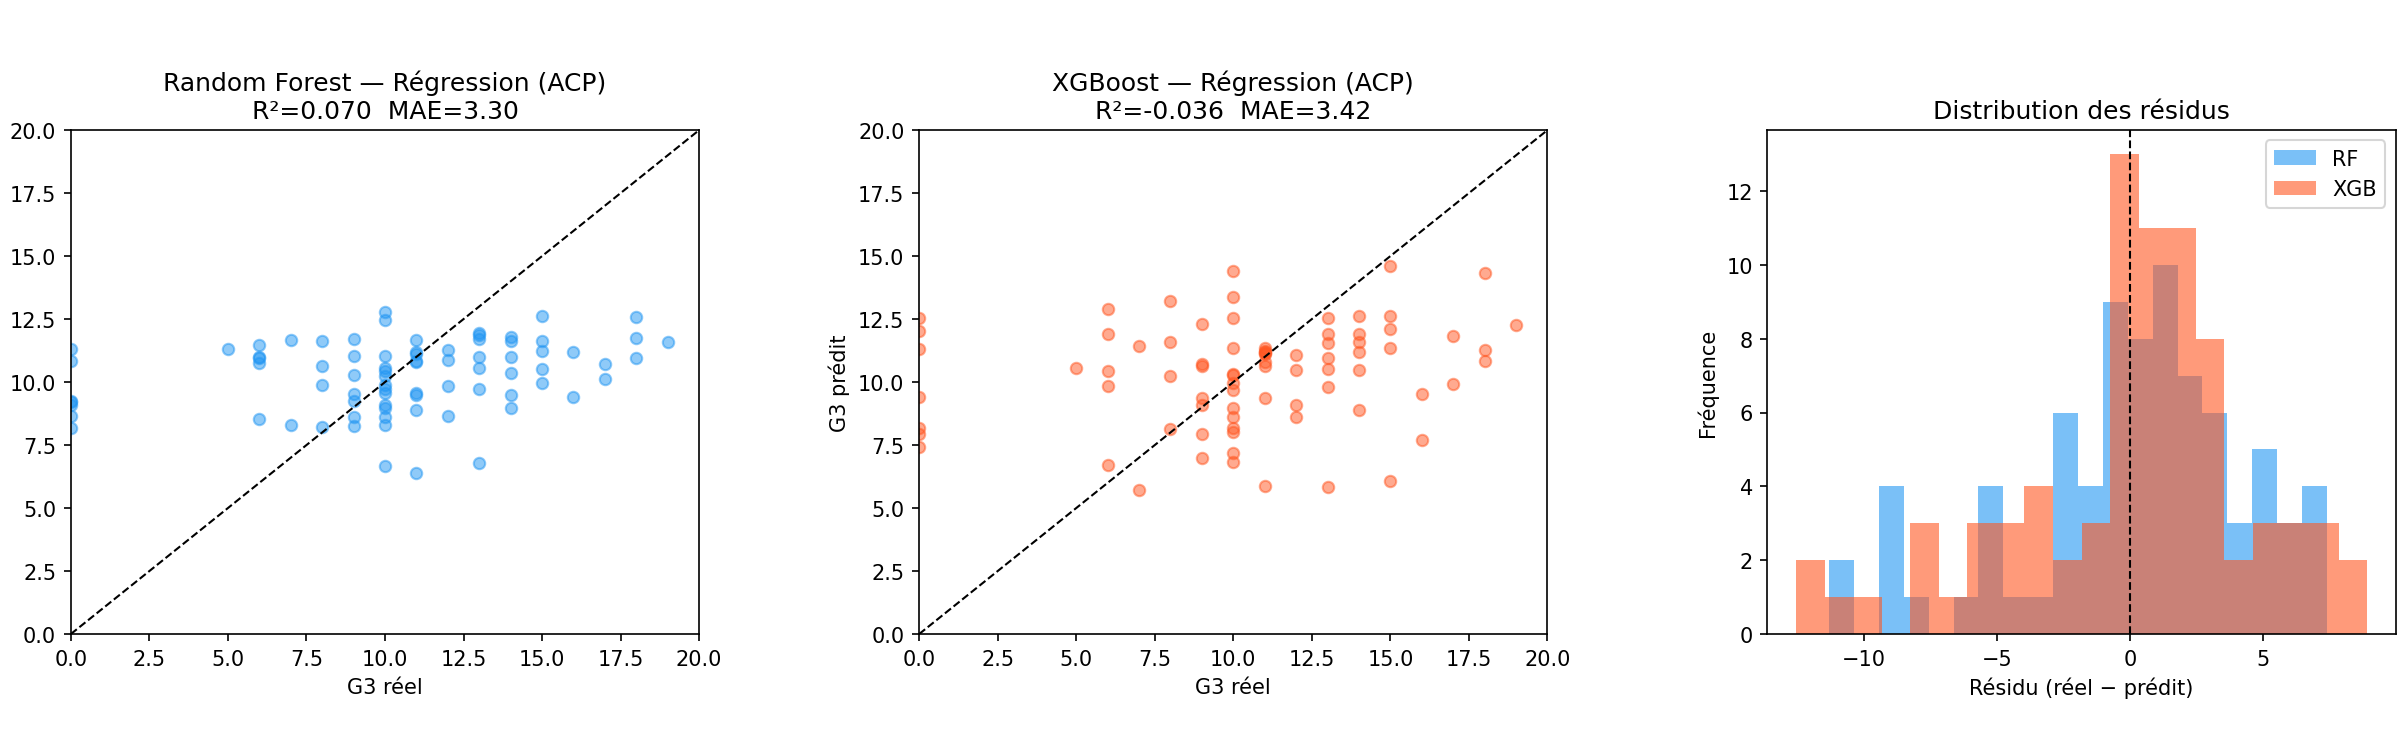 Random Forest — Régression (ACP)
R²=0.070  MAE=3.30
20.0
17.5
15.0
12.5
10.0
7.5
5.0
2.5
0.0
0.0 2.5 5.0 7.5 10.0 12.5 15.0 17.5 20.0
G3 réel
XGBoost — Régression (ACP)
R²=-0.036  MAE=3.42
G3 prédit
20.0
17.5
15.0
12.5
10.0
7.5
5.0
2.5
0.0
0.0 2.5 5.0 7.5 10.0 12.5 15.0 17.5 20.0
G3 réel
Distribution des résidus
RF
XGB
Fréquence
12
10
8
6
4
2
0
−10 −5 0 5
Résidu (réel − prédit)